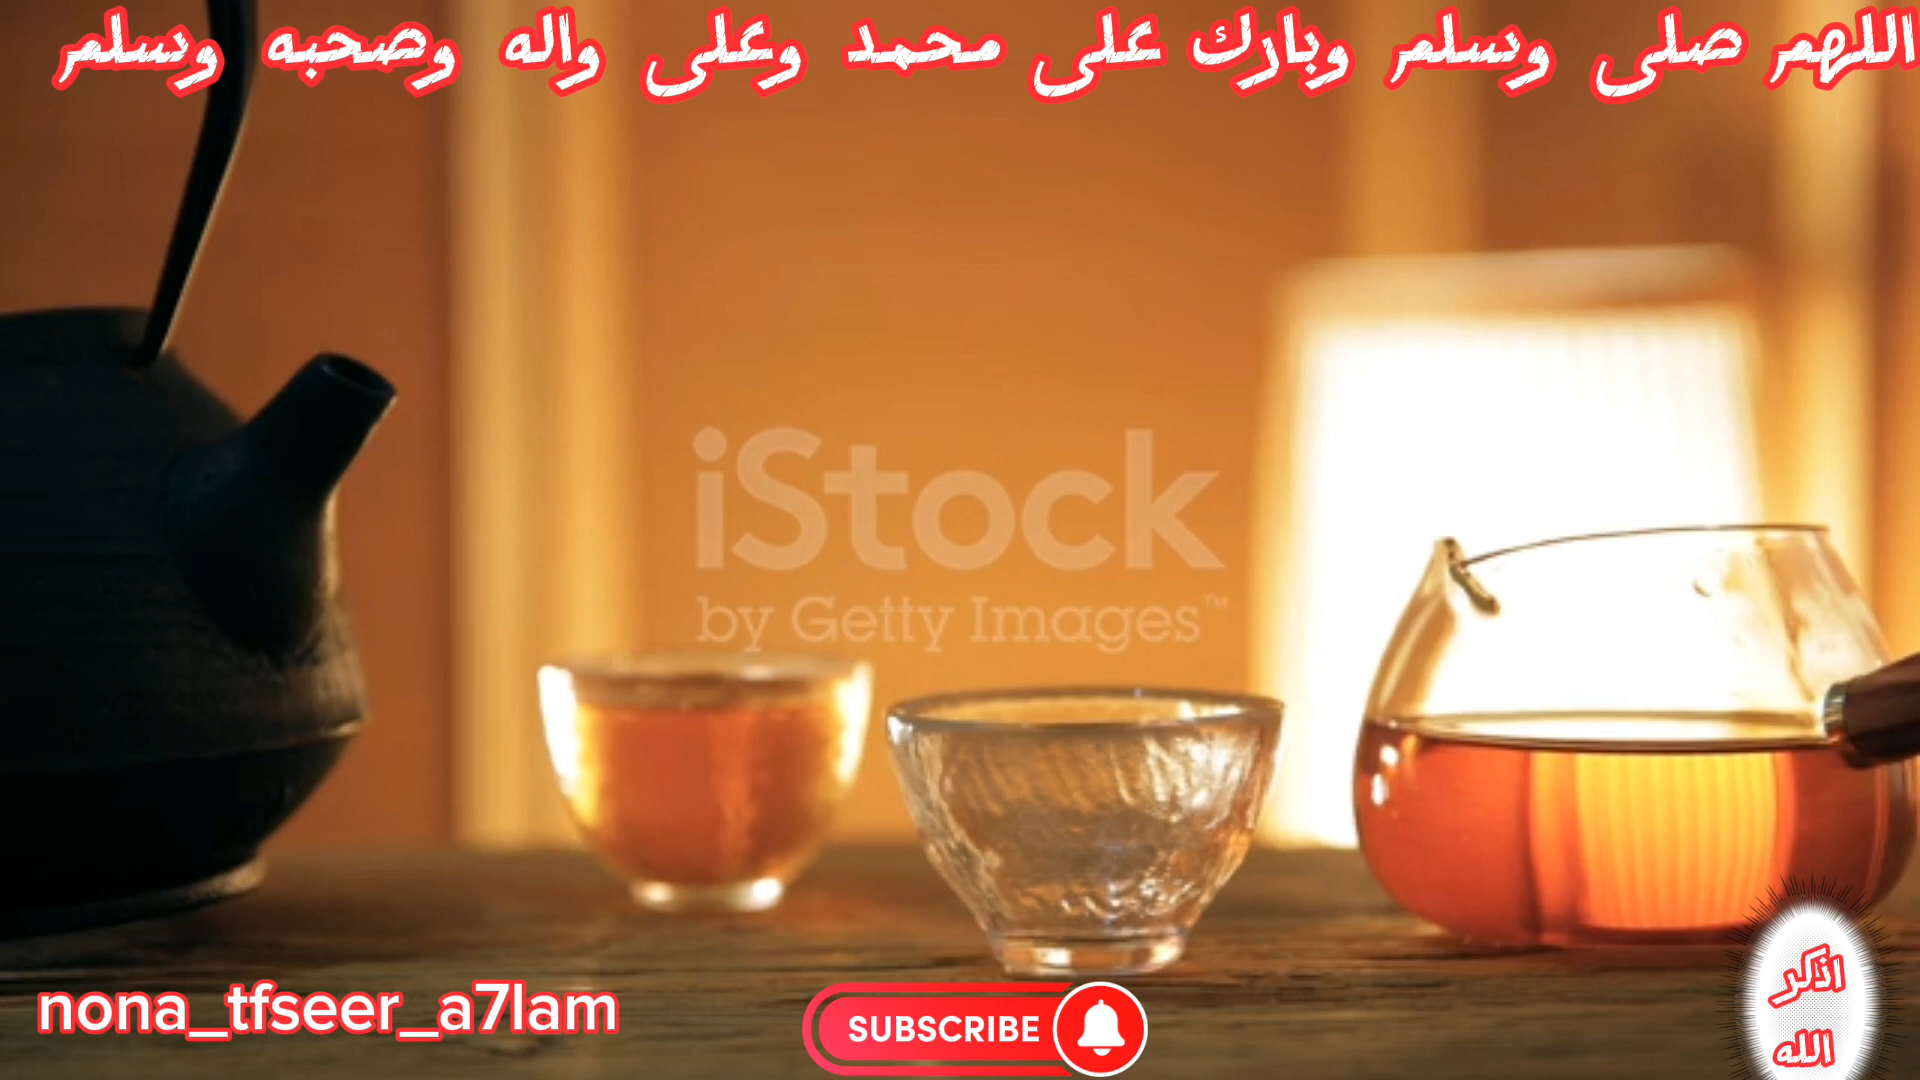 اللهم صلى وسلم وبارك على محمد وعلى واله وصحبه وسلم
iStock
by Getty Images™
nona_tfseer_a7lam
SUBSCRIBE
اذكر
الله